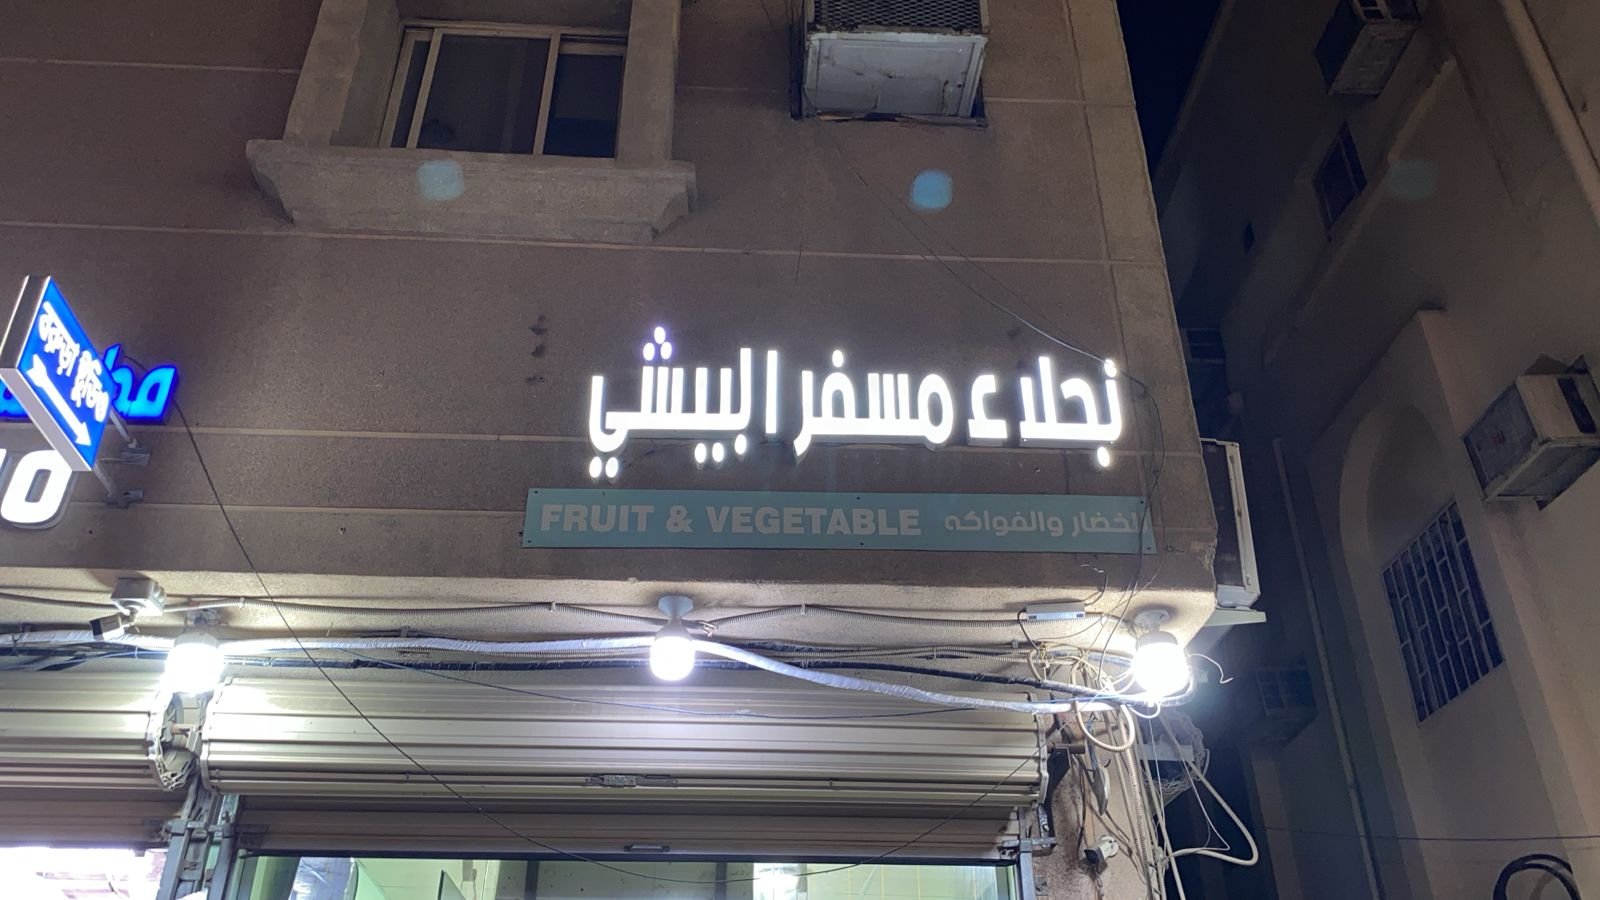 نجلاء مسفر البيشي
FRUIT & VEGETABLE الخضار والفواكه